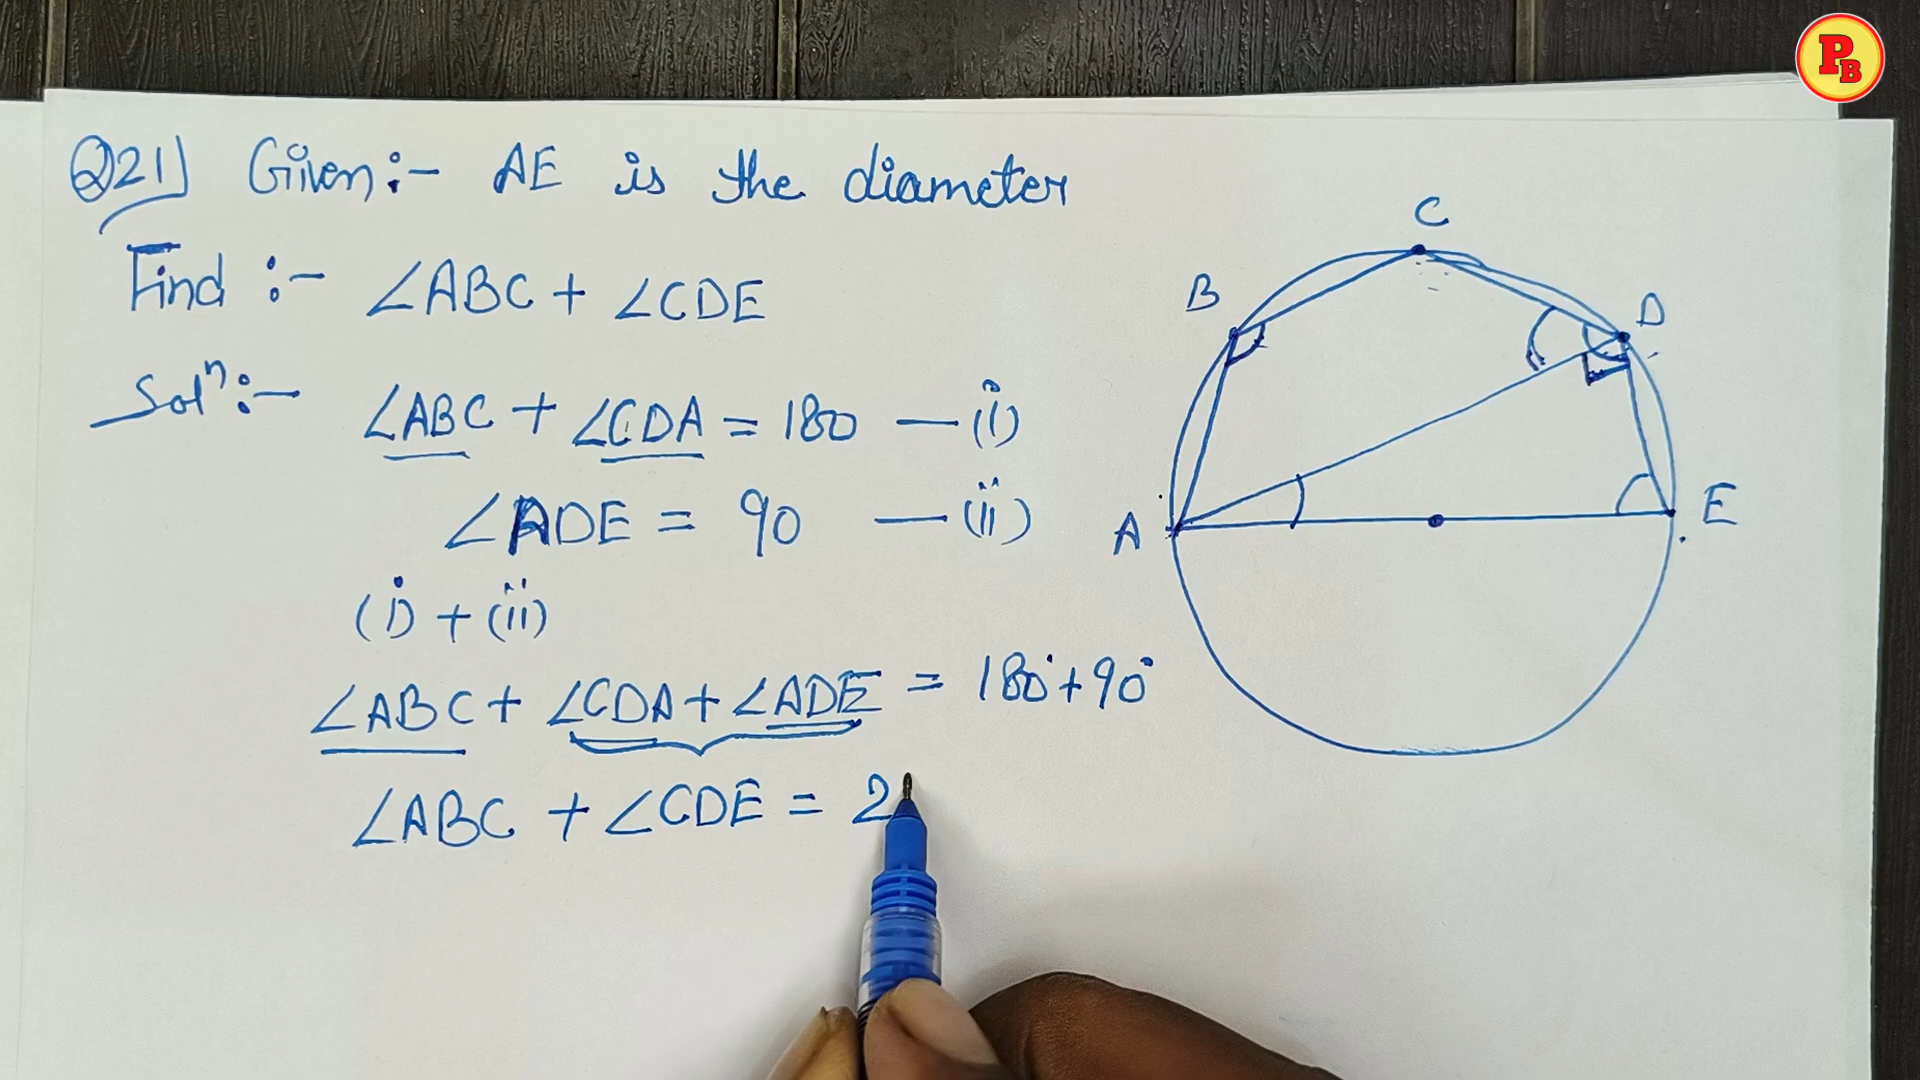 Q21) Given:- AE is the diameter
Find :- ∠ABC + ∠CDE
Solⁿ:- ∠ABC + ∠CDA = 180 — (i)
∠ADE = 90 — (ii)
(i) + (ii)
∠ABC + ∠CDA + ∠ADE = 180° + 90°
∠ABC + ∠CDE = 2
C
B
D
A
E
PB